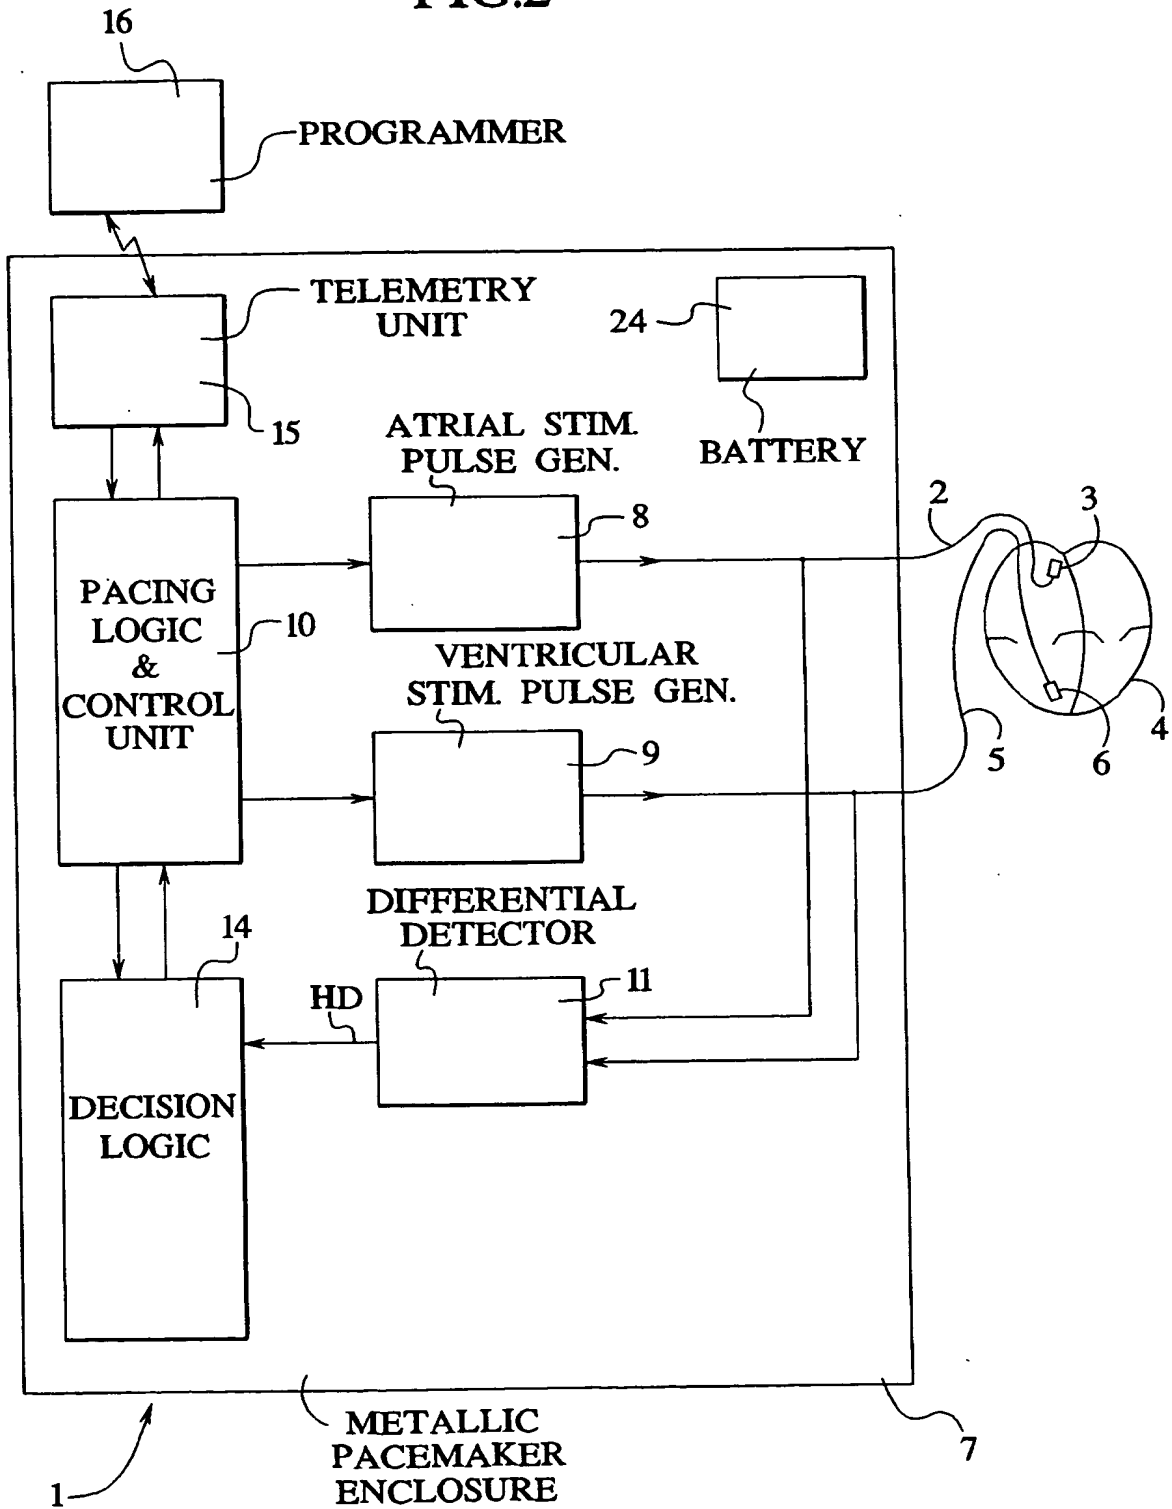 FIG.2
16
PROGRAMMER
TELEMETRY
UNIT
24
15
BATTERY
ATRIAL STIM.
PULSE GEN.
8
2
3
PACING
LOGIC
&
CONTROL
UNIT
10
VENTRICULAR
STIM. PULSE GEN.
9
5
6
4
DIFFERENTIAL
DETECTOR
14
HD
11
DECISION
LOGIC
METALLIC
PACEMAKER
ENCLOSURE
7
1